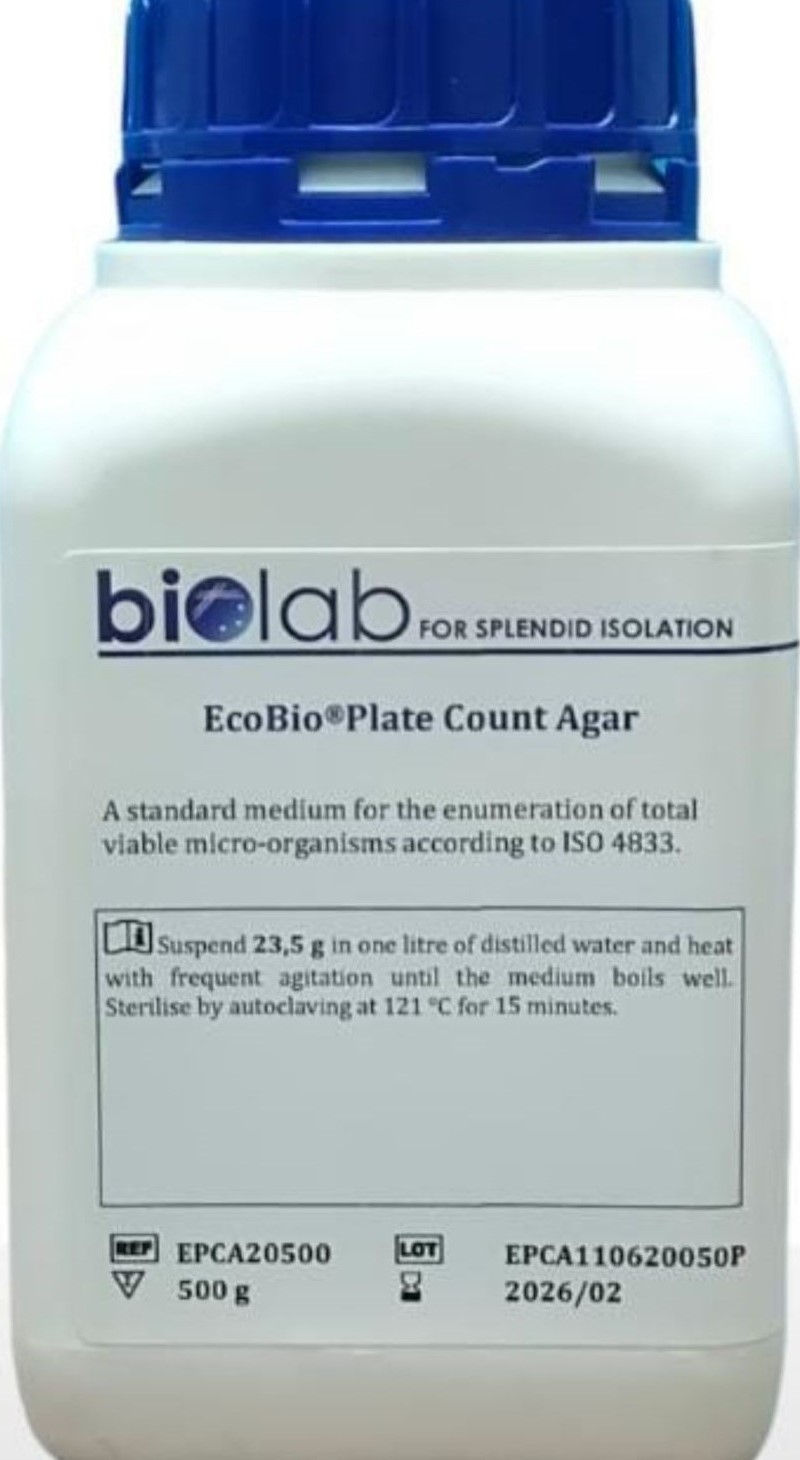 biolab FOR SPLENDID ISOLATION
EcoBio®Plate Count Agar
A standard medium for the enumeration of total
viable micro-organisms according to ISO 4833.
Suspend 23,5 g in one litre of distilled water and heat
with frequent agitation until the medium boils well.
Sterilise by autoclaving at 121 °C for 15 minutes.
REF EPCA20500 LOT EPCA110620050P
500 g 2026/02